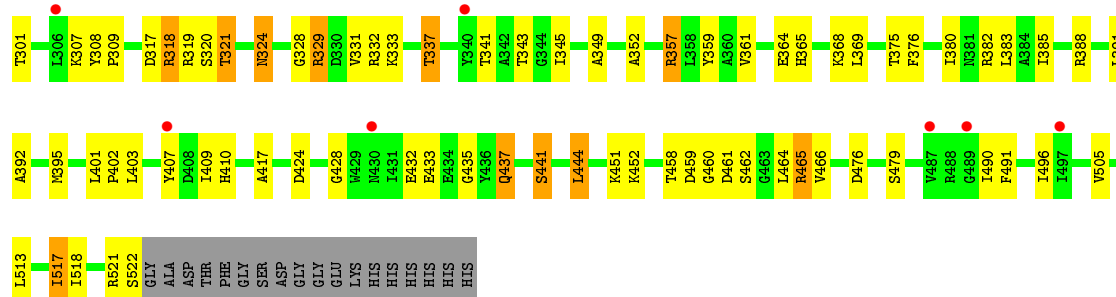 T301 L306 K307 Y308 P309 D317 R318 R319 S320 T321 N324 G328 R329 D330 V331 R332 K333 T337 Y340 T341 A342 T343 G344 I345 A349 A352 R357 L358 Y359 A360 V361 E364 H365 K368 L369 T375 F376 I380 N381 R382 L383 A384 I385 R388
A392 M395 L401 P402 L403 Y407 D408 I409 H410 A417 D424 G428 W429 N430 I431 E432 E433 E434 G435 Y436 Q437 S441 L444 K451 K452 T458 D459 G460 D461 S462 G463 L464 R465 V466 D476 S479 V487 R488 G489 I490 F491 I496 I497 V505
L513 I517 I518 R521 S522 GLY ALA ASP THR PHE GLY SER ASP GLY GLY GLU LYS HIS HIS HIS HIS HIS HIS